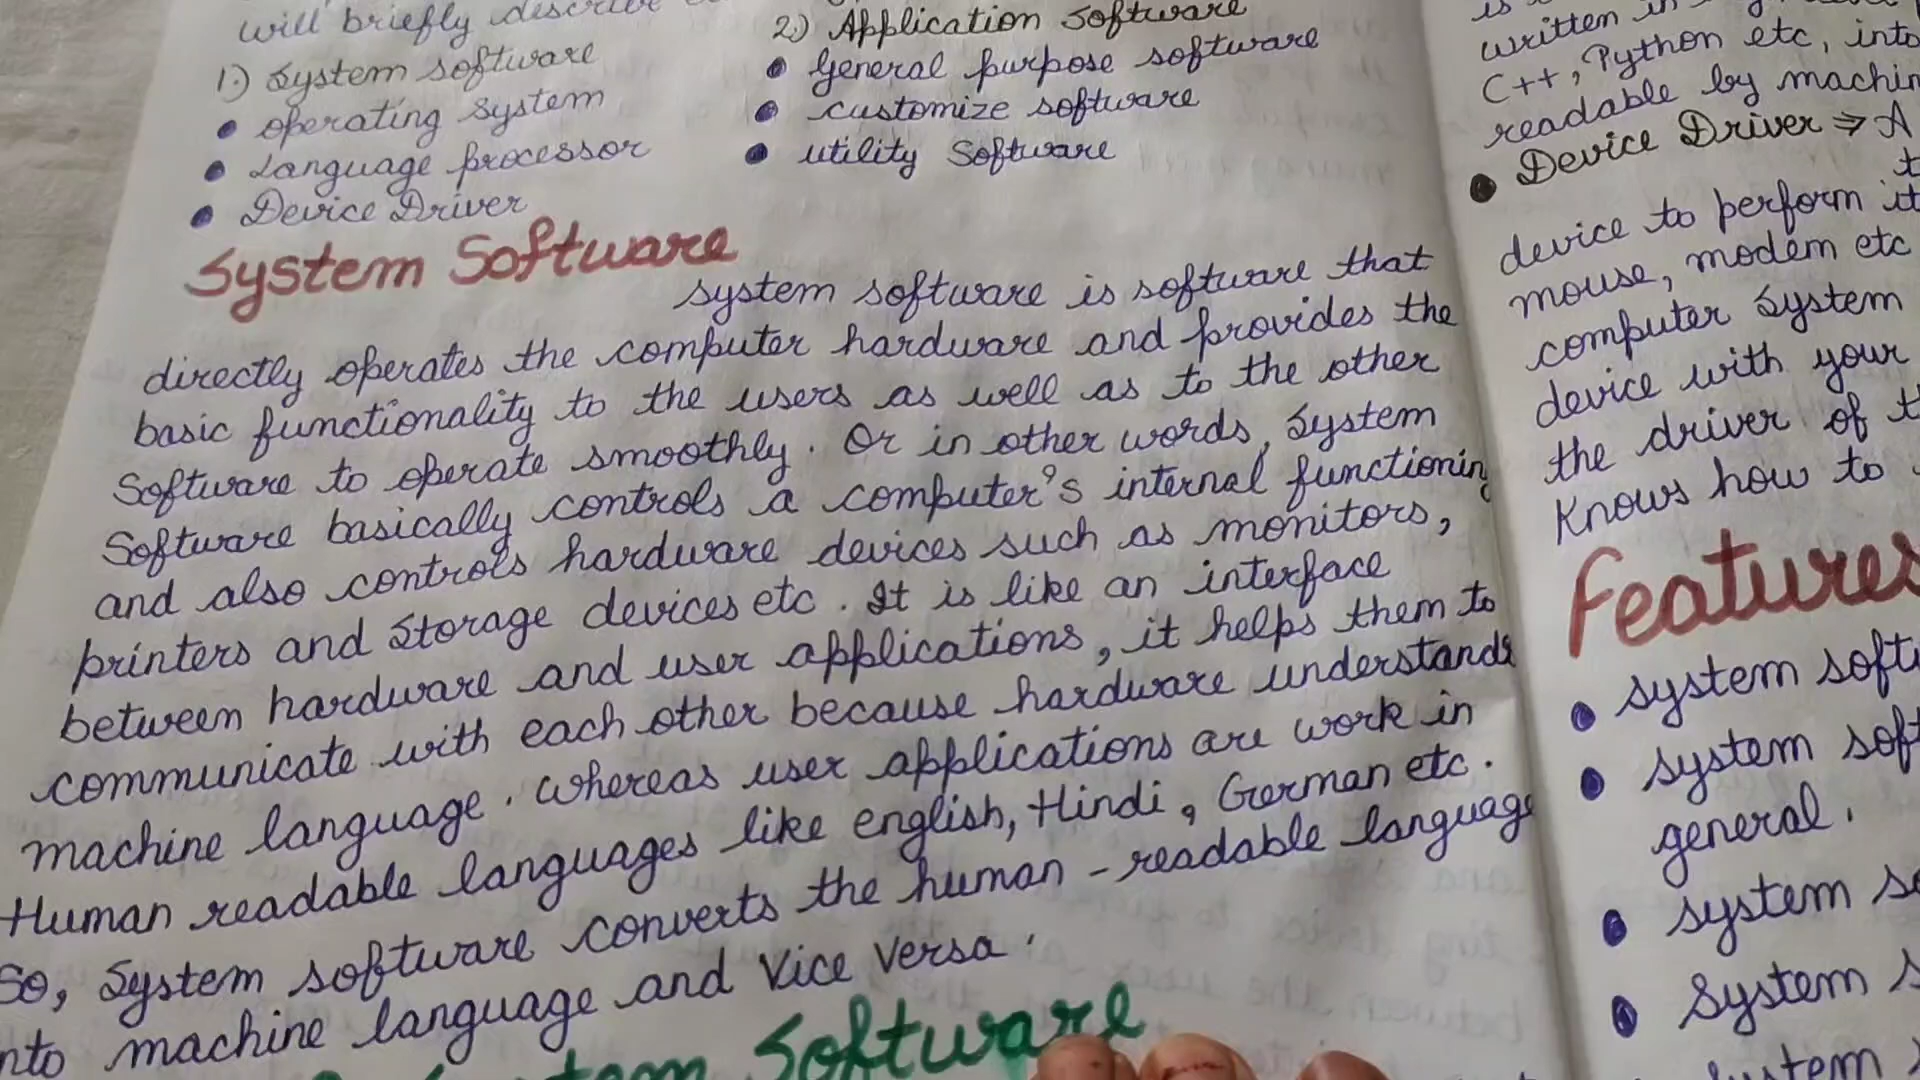 will briefly describe
1.) System software
• operating system
• Language processor
• Device Driver
2.) Application Software
• General purpose software
• customize software
• utility Software
System Software
system software is software that
directly operates the computer hardware and provides the
basic functionality to the users as well as to the other
Software to operate smoothly. Or in other words, System
Software basically controls a computer's internal functioning
and also controls hardware devices such as monitors,
printers and Storage devices etc. It is like an interface
between hardware and user applications, it helps them to
communicate with each other because hardware understands
machine language. whereas user applications are work in
Human readable languages like english, Hindi, German etc.
So, System software converts the human-readable language
nto machine language and Vice Versa.
Software
is
written in
C++, Python etc, into
readable by machin
• Device Driver ⇒ A
t
device to perform it
mouse, modem etc
computer System
device with your
the driver of t
Knows how to
Features
• system softw
• system soft
general.
• system so
• System s